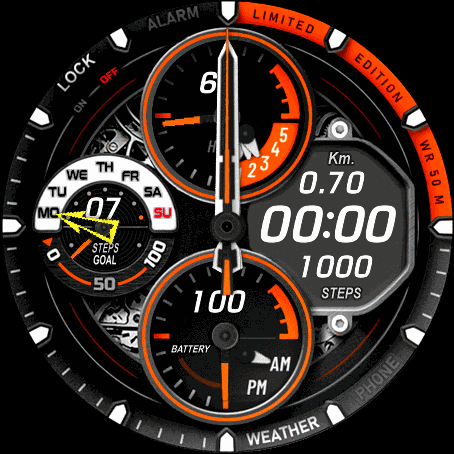 ALARM
LIMITED
EDITION
WR 50 M
LOCK
ON
OFF
6
H
2 3 4 5
MO TU WE TH FR SA SU
07
STEPS
GOAL
0 50 100
Km.
0.70
00:00
1000
STEPS
100
BATTERY
AM
PM
PHONE
WEATHER